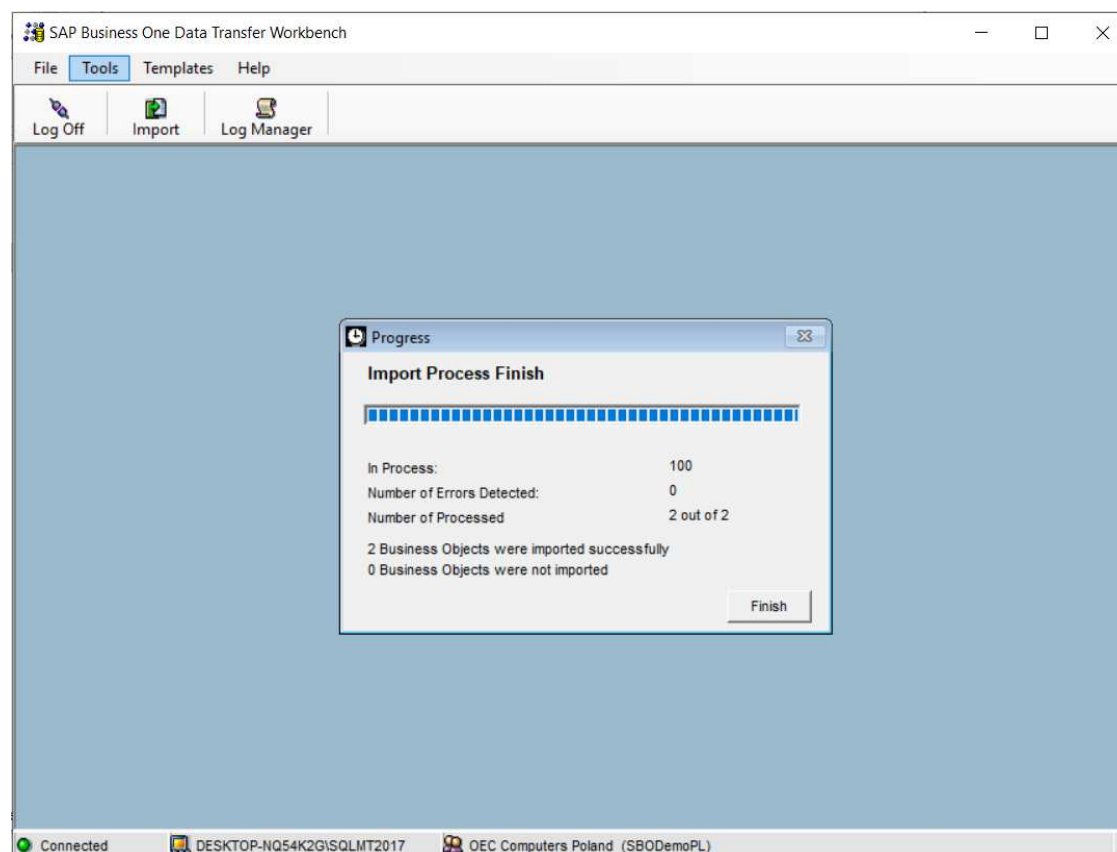 SAP Business One Data Transfer Workbench
File Tools Templates Help
Log Off Import Log Manager
Progress
Import Process Finish
In Process: 100
Number of Errors Detected: 0
Number of Processed 2 out of 2
2 Business Objects were imported successfully
0 Business Objects were not imported
Finish
Connected DESKTOP-NQ54K2G\SQLMT2017 OEC Computers Poland (SBODemoPL)